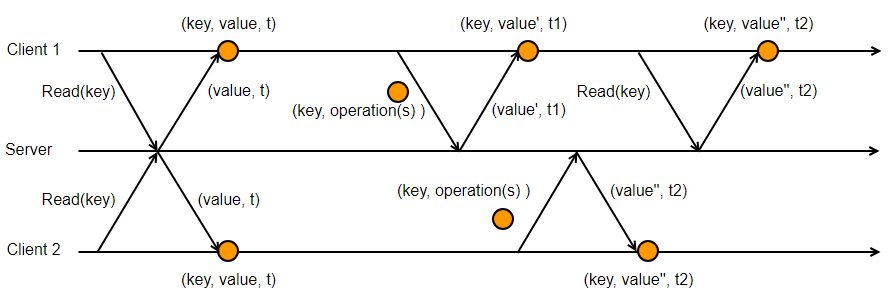 (key, value, t)
(key, value', t1)
(key, value'', t2)
Client 1
Read(key)
(value, t)
(key, operation(s) )
(value', t1)
Read(key)
(value'', t2)
Server
Read(key)
(value, t)
(key, operation(s) )
(value'', t2)
Client 2
(key, value, t)
(key, value'', t2)